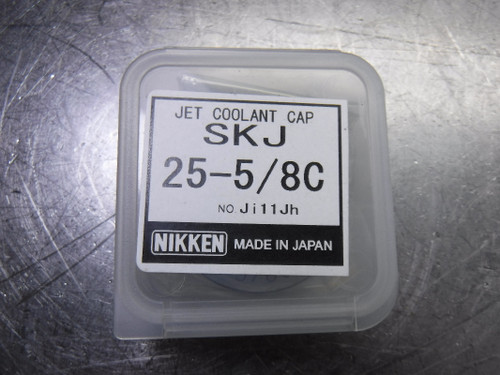 JET COOLANT CAP
SKJ
25-5/8C
NO Ji11Jh
NIKKEN MADE IN JAPAN